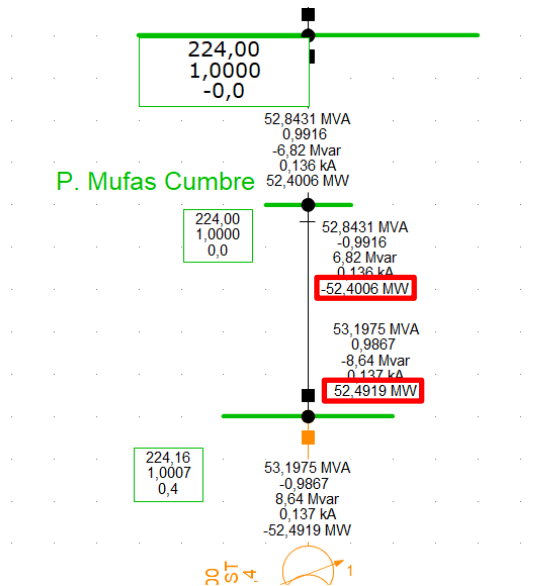 224,00
1,0000
-0,0
52,8431 MVA
0,9916
-6,82 Mvar
0,136 kA
52,4006 MW
P. Mufas Cumbre
224,00
1,0000
0,0
52,8431 MVA
-0,9916
6,82 Mvar
0,136 kA
-52,4006 MW
53,1975 MVA
0,9867
-8,64 Mvar
0,137 kA
52,4919 MW
224,16
1,0007
0,4
53,1975 MVA
-0,9867
8,64 Mvar
0,137 kA
-52,4919 MW
1